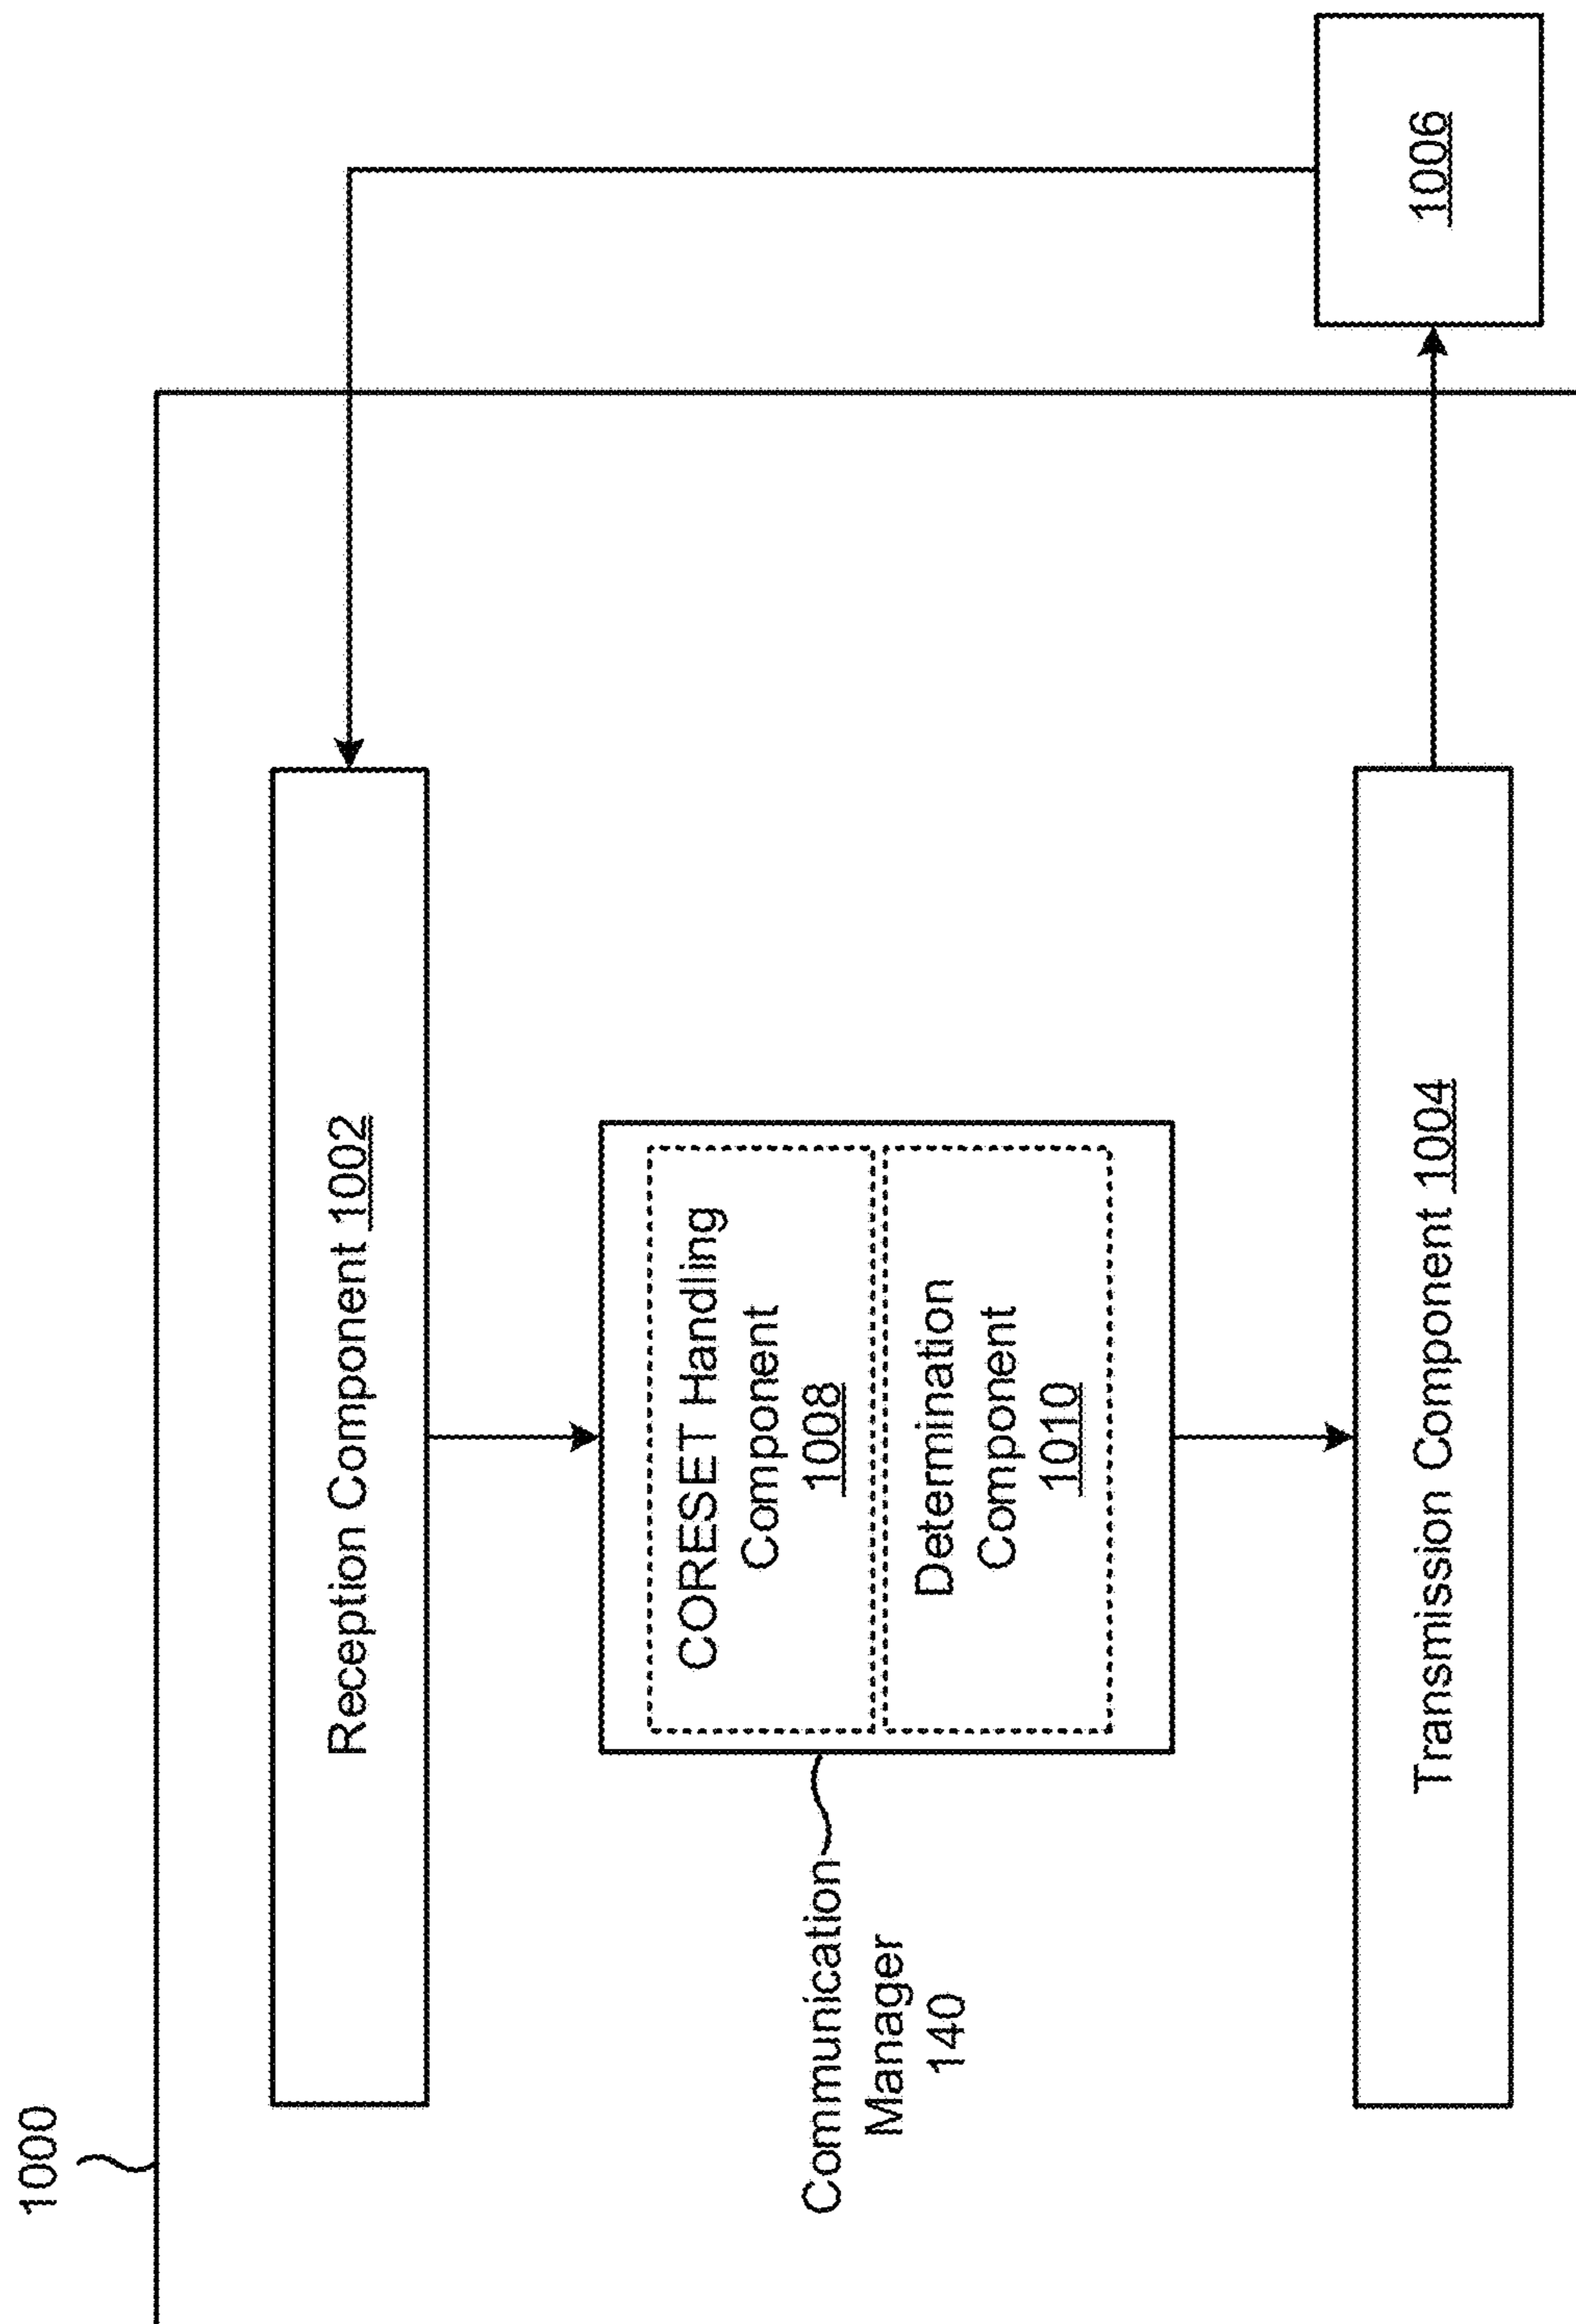 1000
Reception Component 1002
1006
CORESET Handling
Component
1008
Determination
Component
1010
Communication
Manager
140
Transmission Component 1004